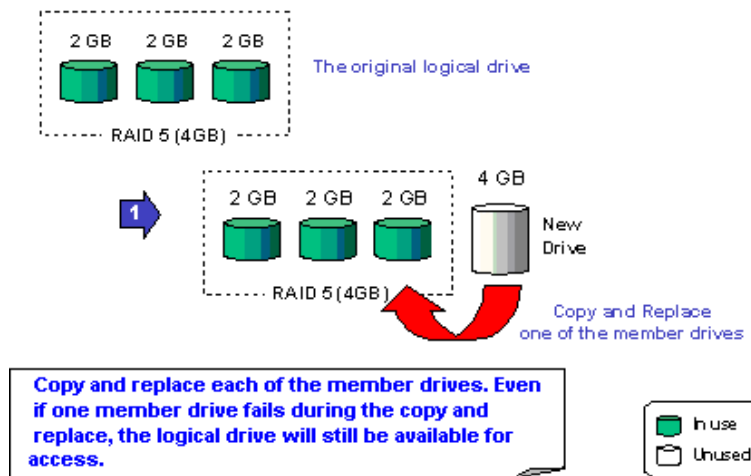 2 GB 2 GB 2 GB
The original logical drive
RAID 5 (4GB)
1
2 GB 2 GB 2 GB
4 GB
New
Drive
RAID 5 (4GB)
Copy and Replace
one of the member drives
Copy and replace each of the member drives. Even
if one member drive fails during the copy and
replace, the logical drive will still be available for
access.
In use
Unused